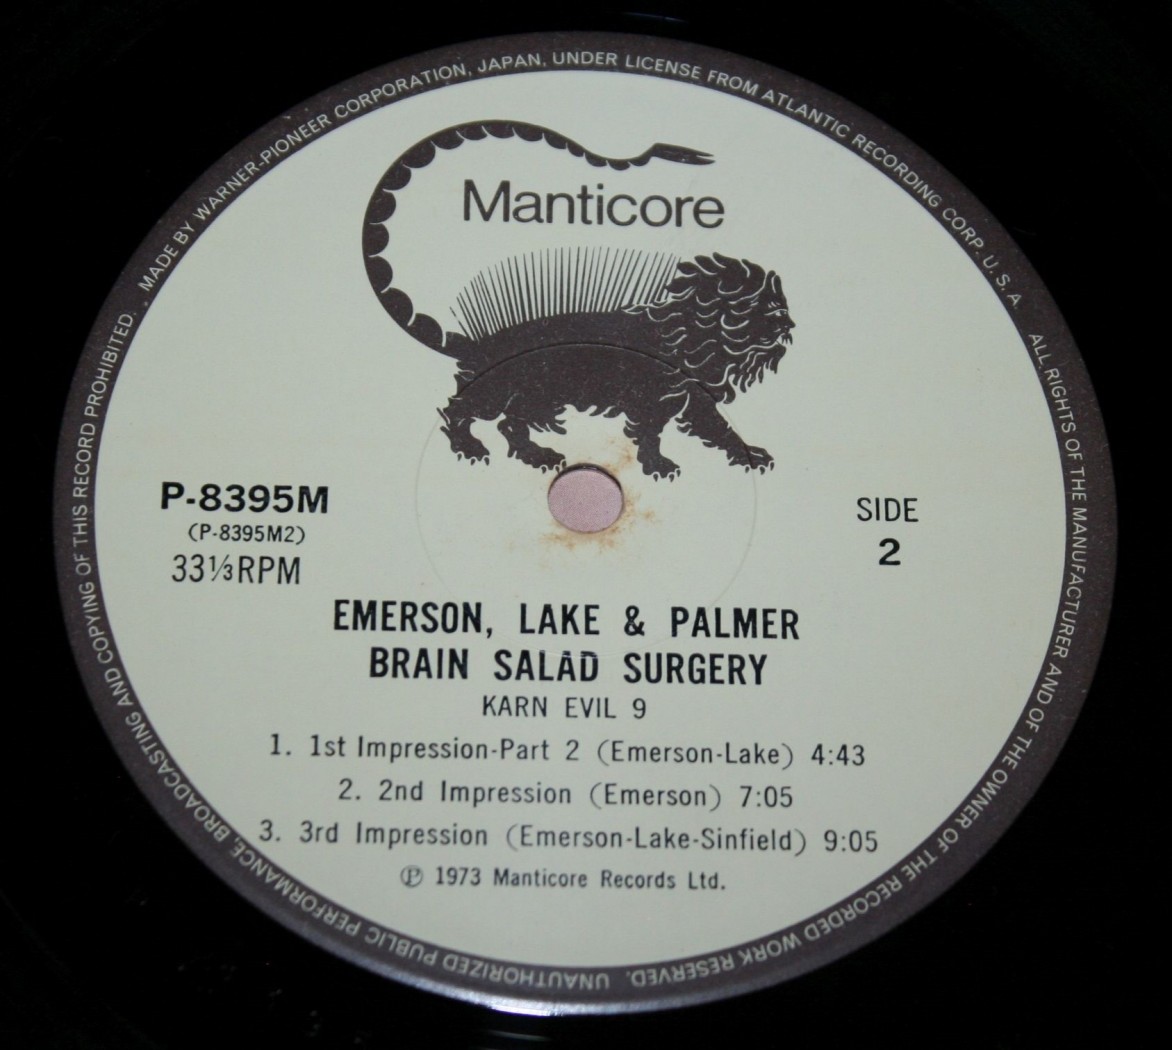 MADE BY WARNER-PIONEER CORPORATION, JAPAN, UNDER LICENSE FROM ATLANTIC RECORDING CORP. U. S. A.
ALL RIGHTS OF THE MANUFACTURER AND OF THE OWNER OF THE RECORDED WORK RESERVED.
UNAUTHORIZED PUBLIC PERFORMANCE, BROADCASTING AND COPYING OF THIS RECORD PROHIBITED.
Manticore
P-8395M
(P-8395M2)
33⅓RPM
SIDE
2
EMERSON, LAKE & PALMER
BRAIN SALAD SURGERY
KARN EVIL 9
1. 1st Impression-Part 2 (Emerson-Lake) 4:43
2. 2nd Impression (Emerson) 7:05
3. 3rd Impression (Emerson-Lake-Sinfield) 9:05
℗ 1973 Manticore Records Ltd.